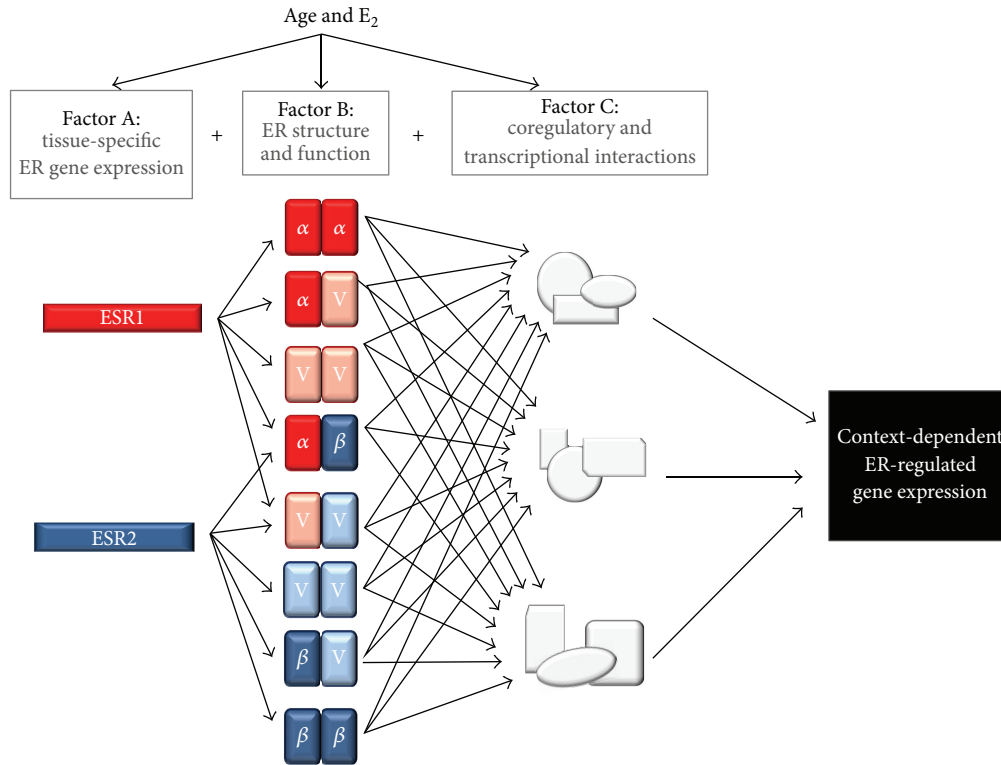 Age and E₂
Factor A:
tissue-specific
ER gene expression
+
Factor B:
ER structure
and function
+
Factor C:
coregulatory and
transcriptional interactions
α α
α V
ESR1
V V
α β
Context-dependent
ER-regulated
gene expression
V V
ESR2
V V
β V
β β